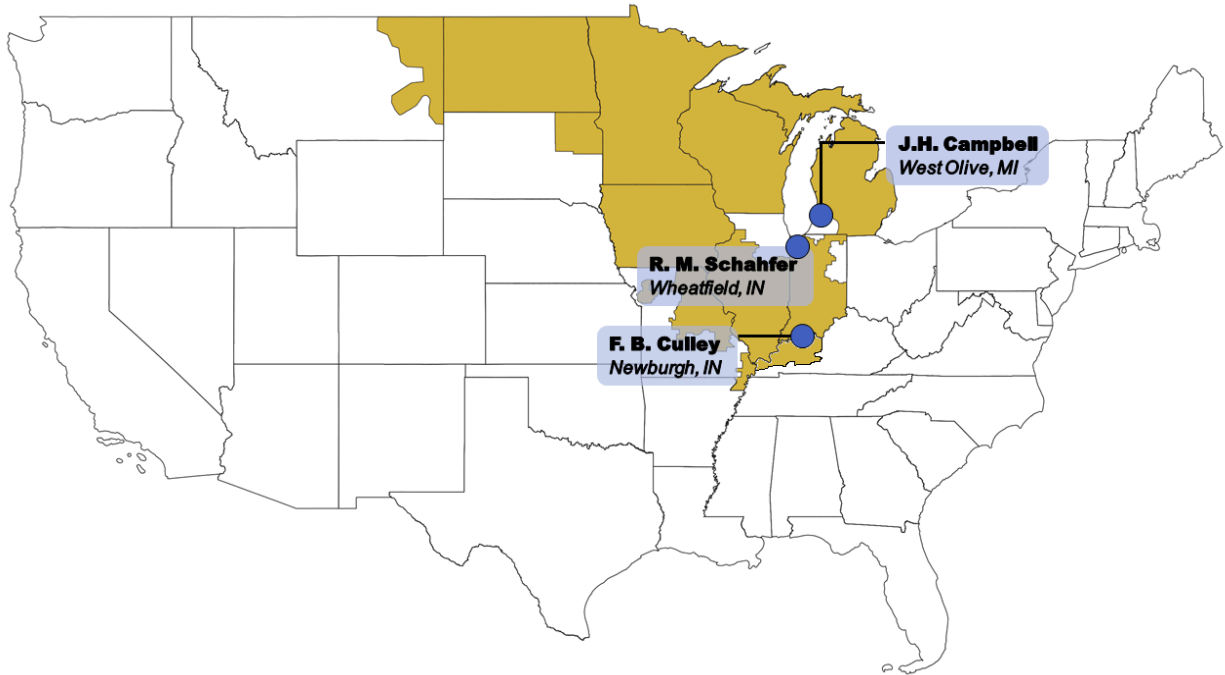 J.H. Campbell
West Olive, MI
R. M. Schahfer
Wheatfield, IN
F. B. Culley
Newburgh, IN